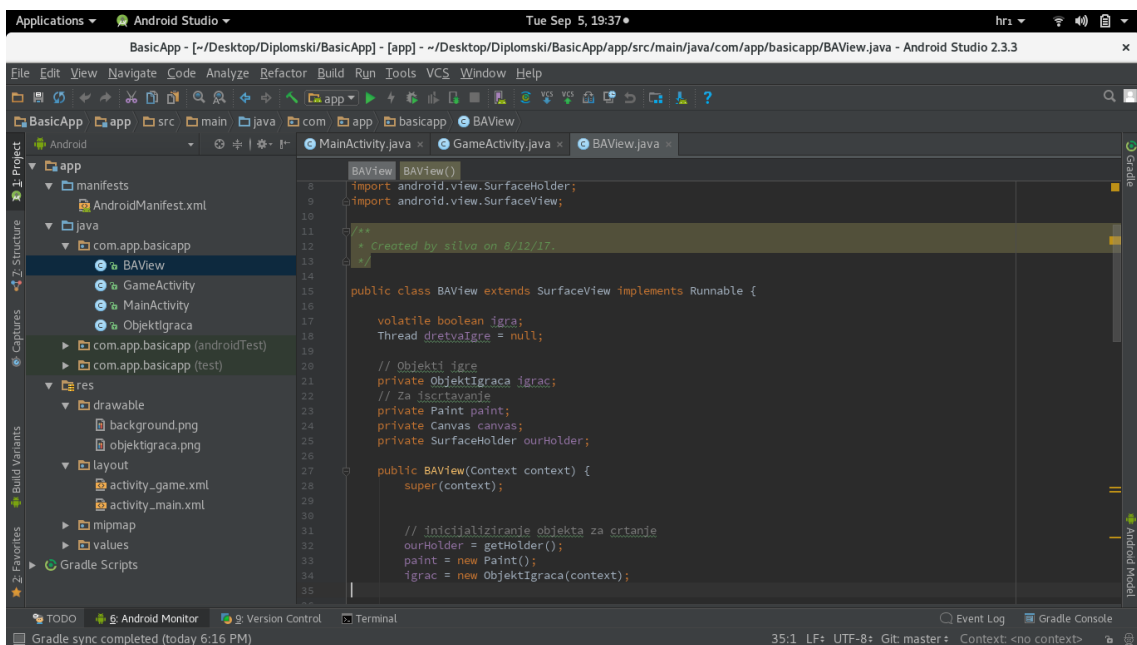 Applications Android Studio Tue Sep 5, 19:37 hr1
BasicApp - [~/Desktop/Diplomski/BasicApp] - [app] - ~/Desktop/Diplomski/BasicApp/app/src/main/java/com/app/basicapp/BAView.java - Android Studio 2.3.3
File Edit View Navigate Code Analyze Refactor Build Run Tools VCS Window Help
app VCS VCS ?
BasicApp app src main java com app basicapp BAView
Android MainActivity.java GameActivity.java BAView.java
BAView BAView()
1: Project
7: Structure
Captures
Build Variants
2: Favorites
app
manifests
AndroidManifest.xml
java
com.app.basicapp
BAView
GameActivity
MainActivity
ObjektIgraca
com.app.basicapp (androidTest)
com.app.basicapp (test)
res
drawable
background.png
objektigraca.png
layout
activity_game.xml
activity_main.xml
mipmap
values
Gradle Scripts
8 import android.view.SurfaceHolder;
9 import android.view.SurfaceView;
10
11 /**
12 * Created by silva on 8/12/17.
13 */
14
15 public class BAView extends SurfaceView implements Runnable {
16
17 volatile boolean igra;
18 Thread dretvaIgre = null;
19
20 // Objekti igre
21 private ObjektIgraca igrac;
22 // Za iscrtavanje
23 private Paint paint;
24 private Canvas canvas;
25 private SurfaceHolder ourHolder;
26
27 public BAView(Context context) {
28 super(context);
29
30
31 // inicijaliziranje objekta za crtanje
32 ourHolder = getHolder();
33 paint = new Paint();
34 igrac = new ObjektIgraca(context);
35
Gradle
Android Model
TODO 6: Android Monitor 9: Version Control Terminal Event Log Gradle Console
Gradle sync completed (today 6:16 PM) 35:1 LF UTF-8 Git: master Context: <no context>